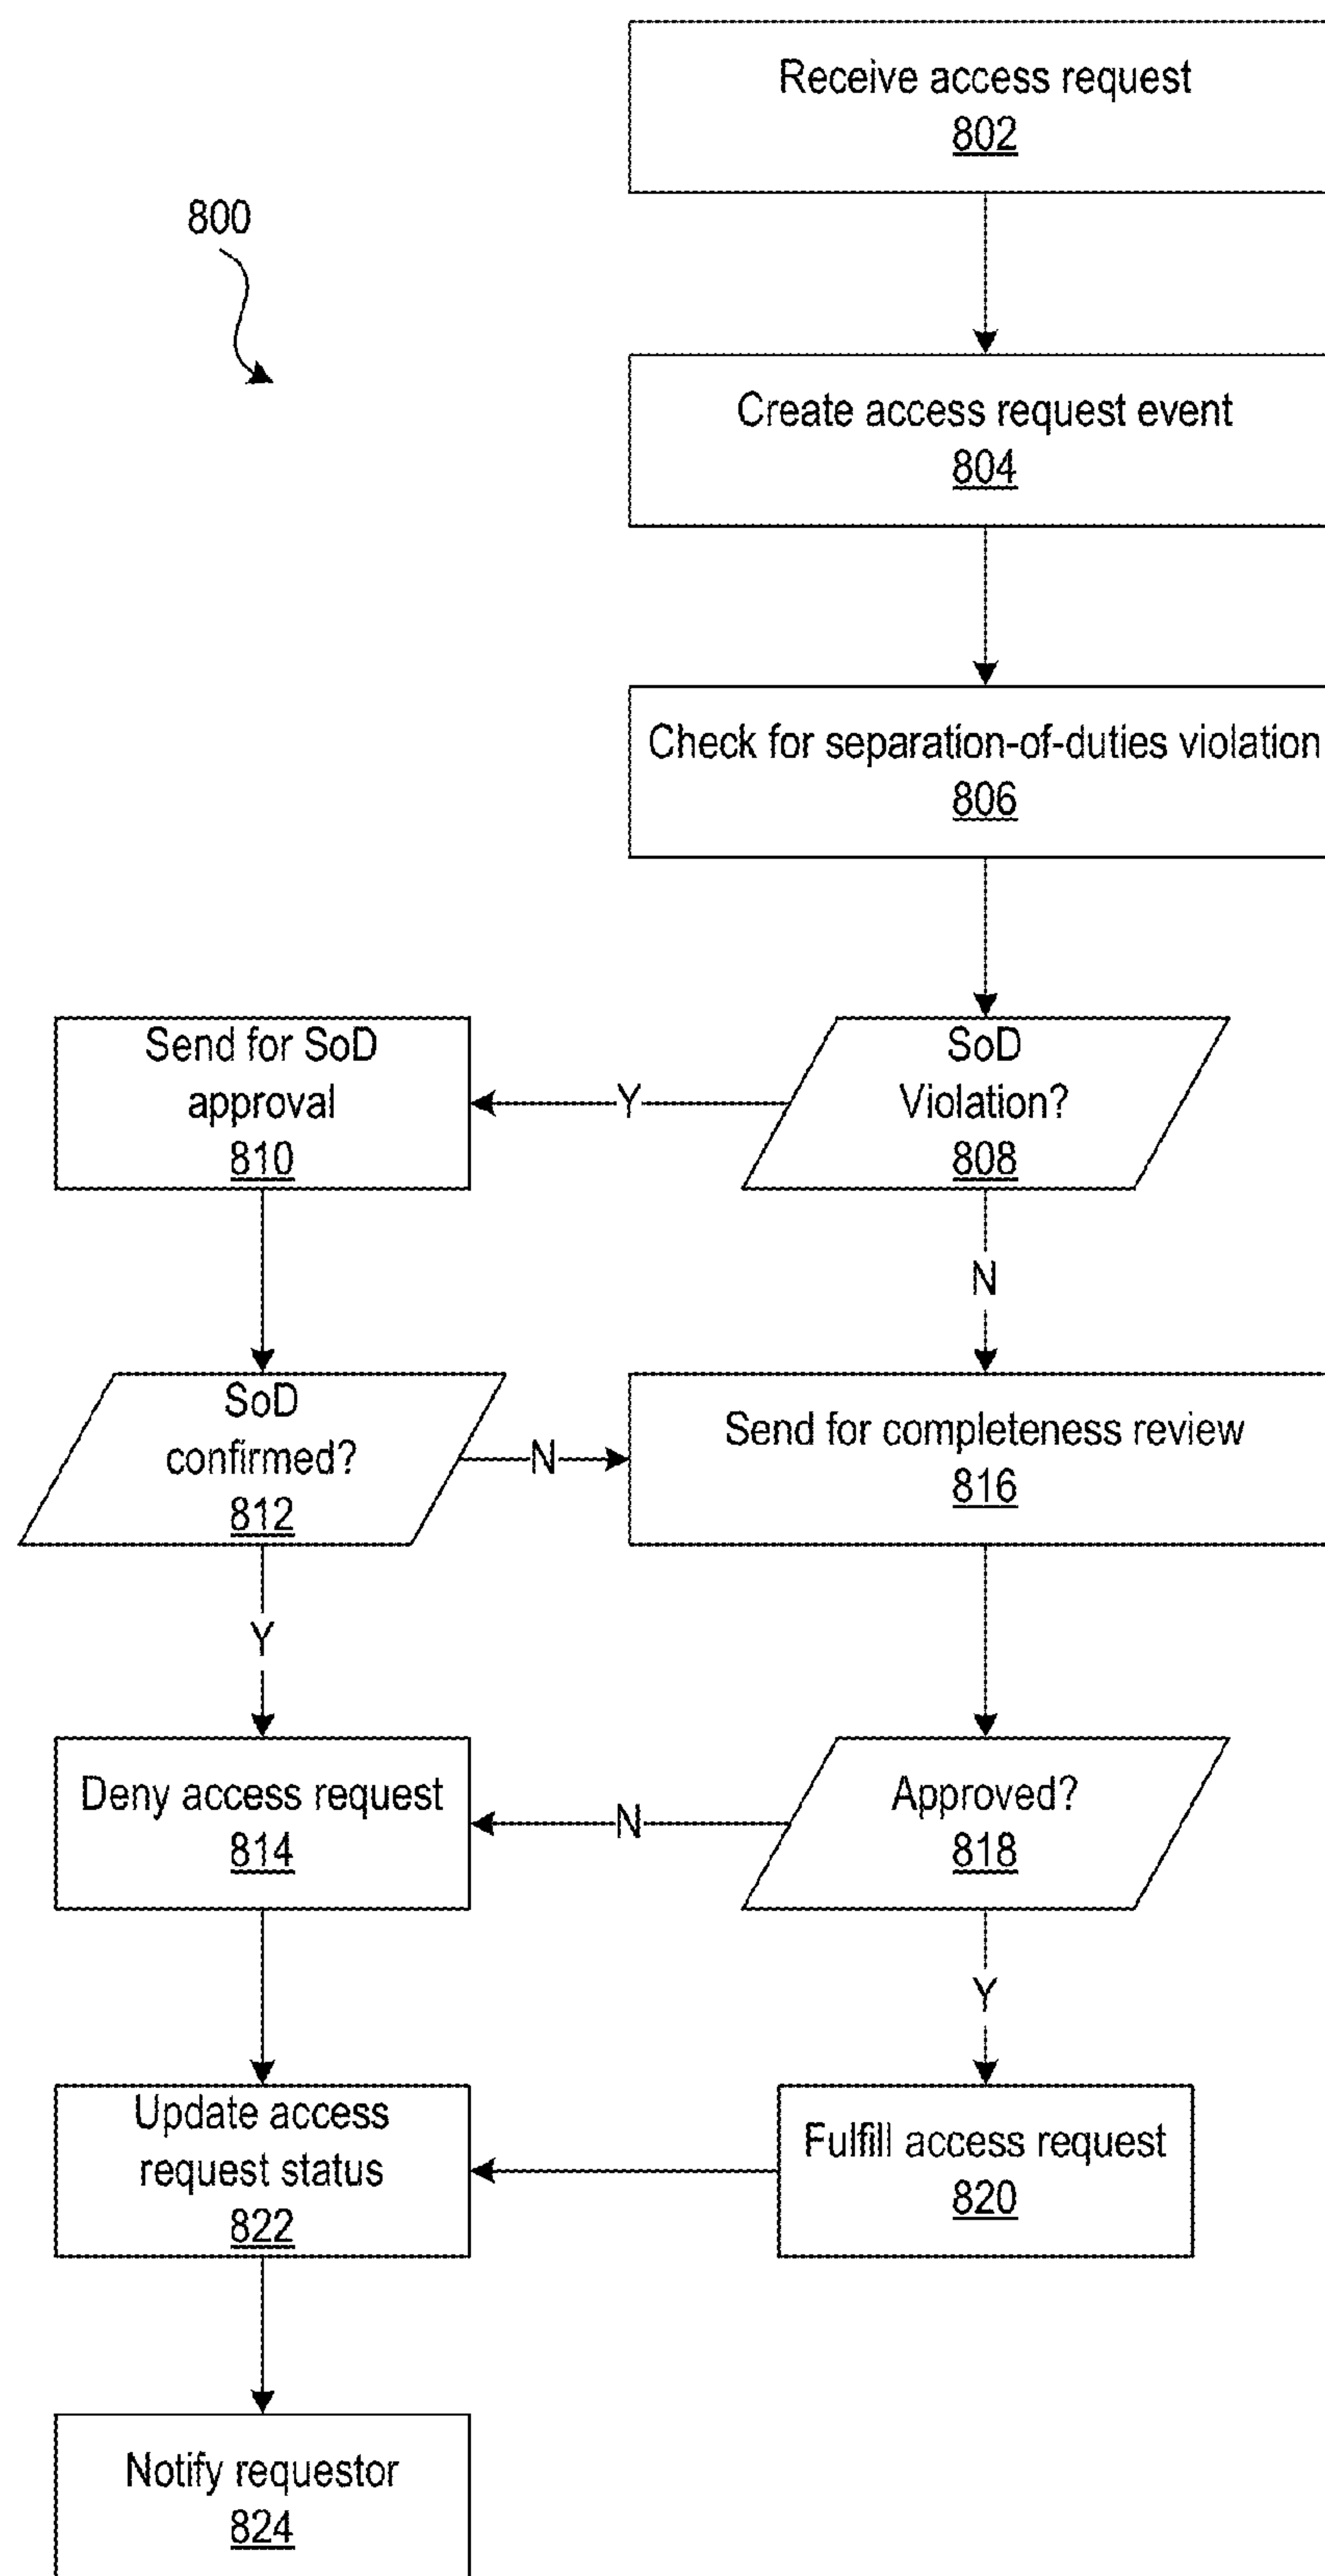 Receive access request
802
800
Create access request event
804
Check for separation-of-duties violation
806
Send for SoD
approval
810
Y
SoD
Violation?
808
N
SoD
confirmed?
812
N
Send for completeness review
816
Y
Deny access request
814
N
Approved?
818
Y
Update access
request status
822
Fulfill access request
820
Notify requestor
824